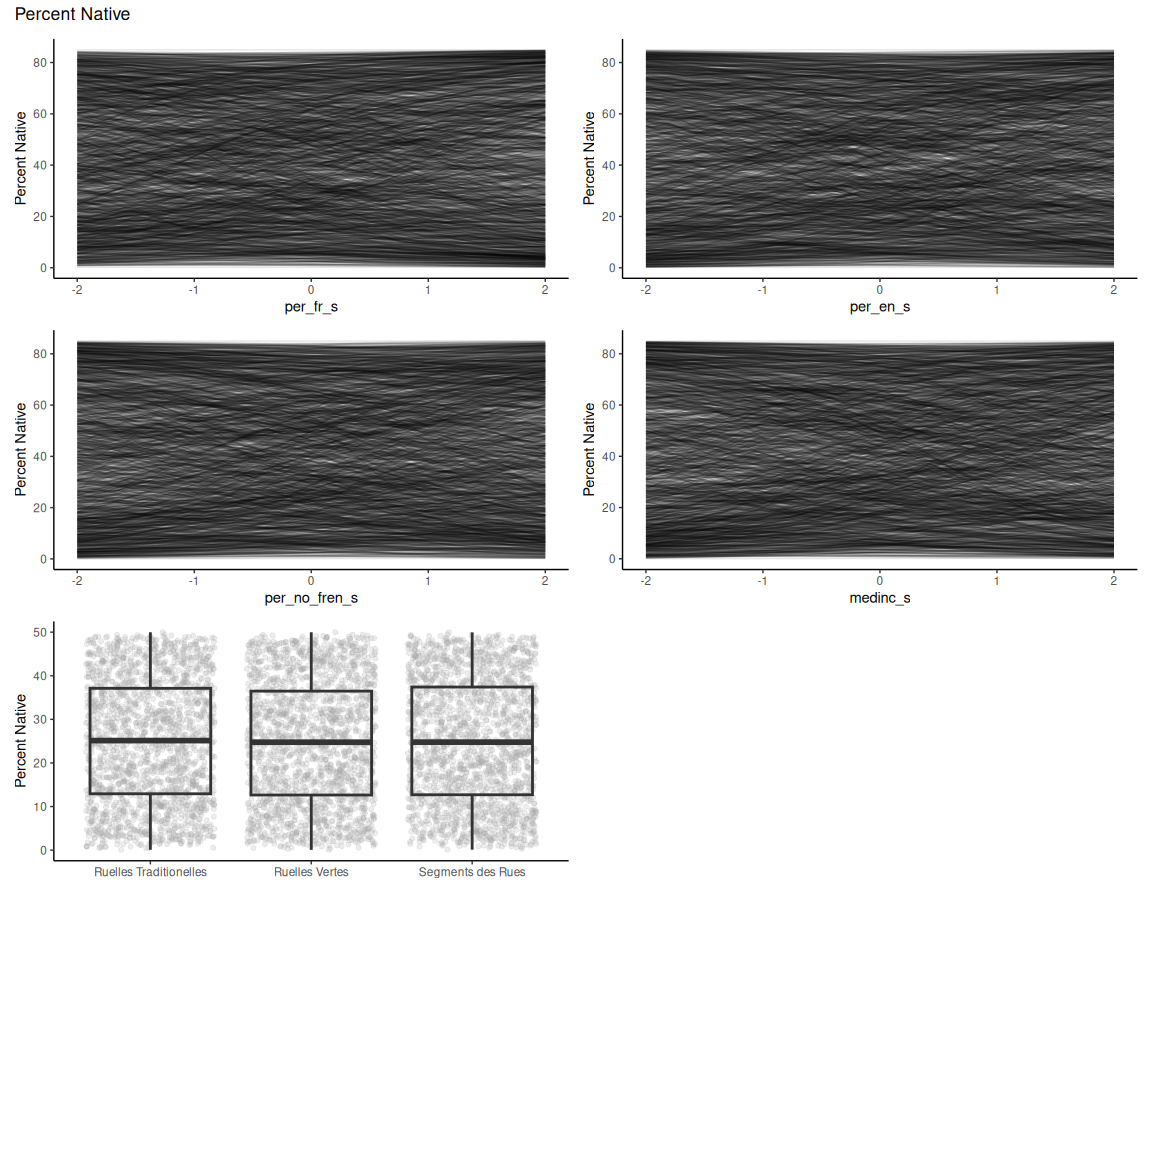 Percent Native
Percent Native
80
60
40
20
0
-2 -1 0 1 2
per_fr_s
Percent Native
80
60
40
20
0
-2 -1 0 1 2
per_en_s
Percent Native
80
60
40
20
0
-2 -1 0 1 2
per_no_fren_s
Percent Native
80
60
40
20
0
-2 -1 0 1 2
medinc_s
Percent Native
50
40
30
20
10
0
Ruelles Traditionelles Ruelles Vertes Segments des Rues